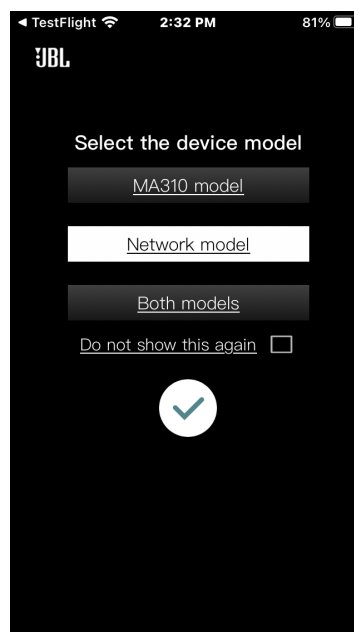 ◀ TestFlight 2:32 PM 81%
JBL
Select the device model
MA310 model
Network model
Both models
Do not show this again